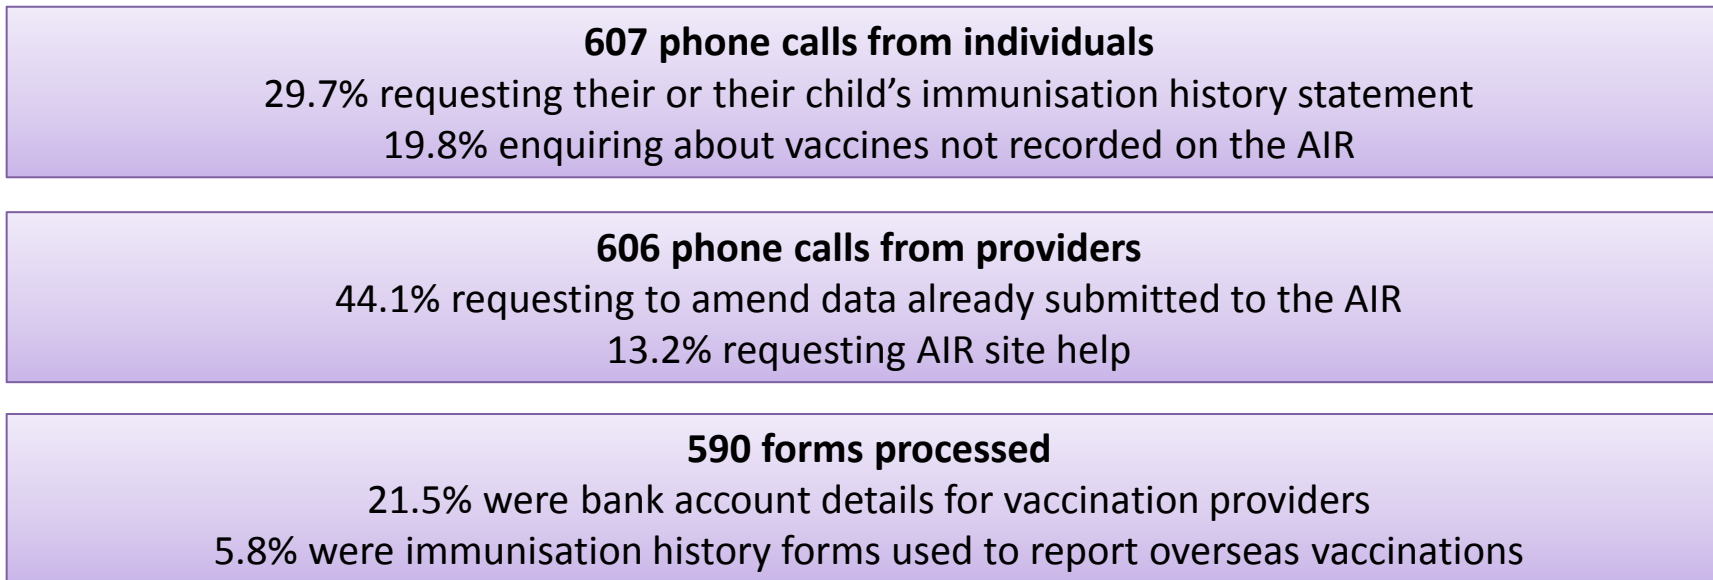 607 phone calls from individuals
29.7% requesting their or their child’s immunisation history statement
19.8% enquiring about vaccines not recorded on the AIR
606 phone calls from providers
44.1% requesting to amend data already submitted to the AIR
13.2% requesting AIR site help
590 forms processed
21.5% were bank account details for vaccination providers
5.8% were immunisation history forms used to report overseas vaccinations